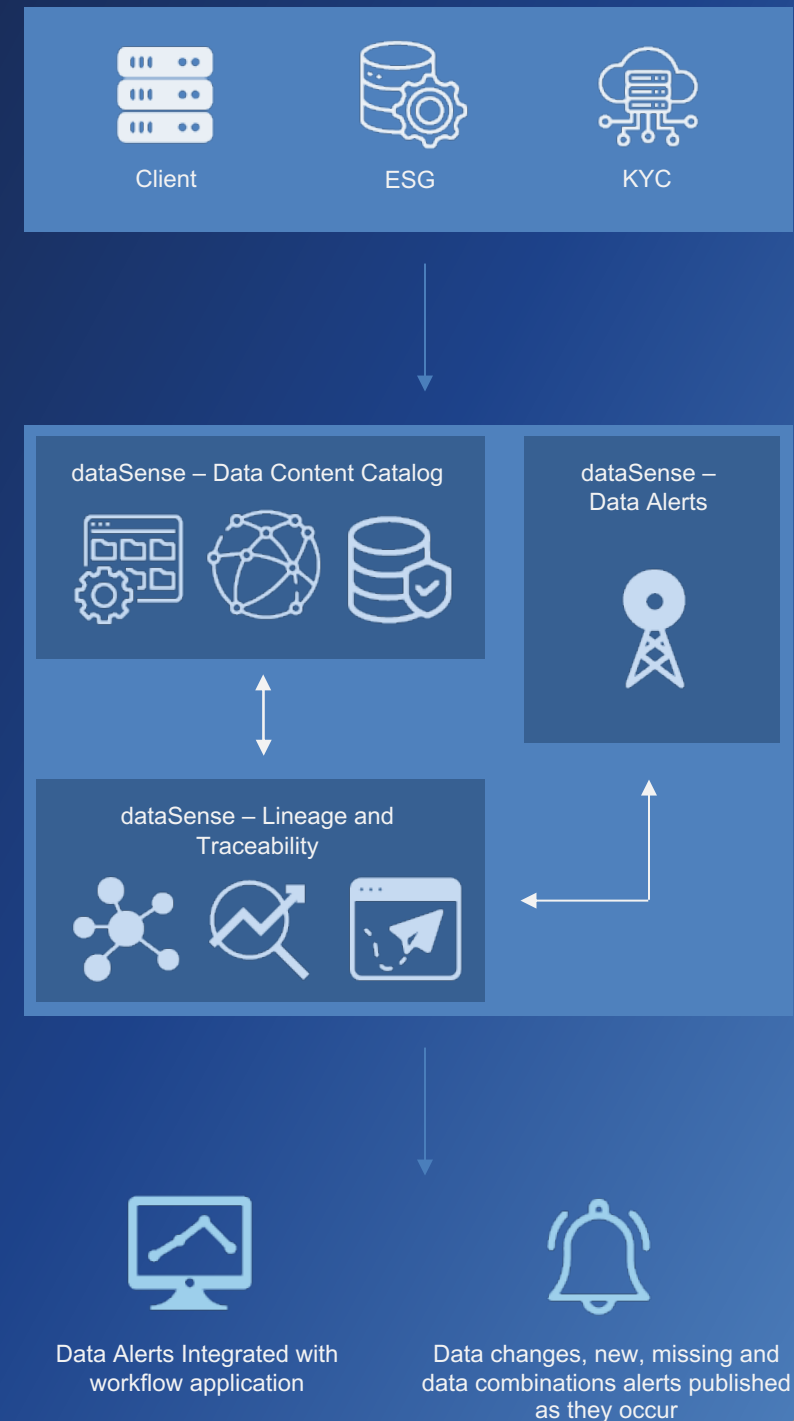 Client
ESG
KYC
dataSense – Data Content Catalog
dataSense –
Data Alerts
dataSense – Lineage and
Traceability
Data Alerts Integrated with
workflow application
Data changes, new, missing and
data combinations alerts published
as they occur